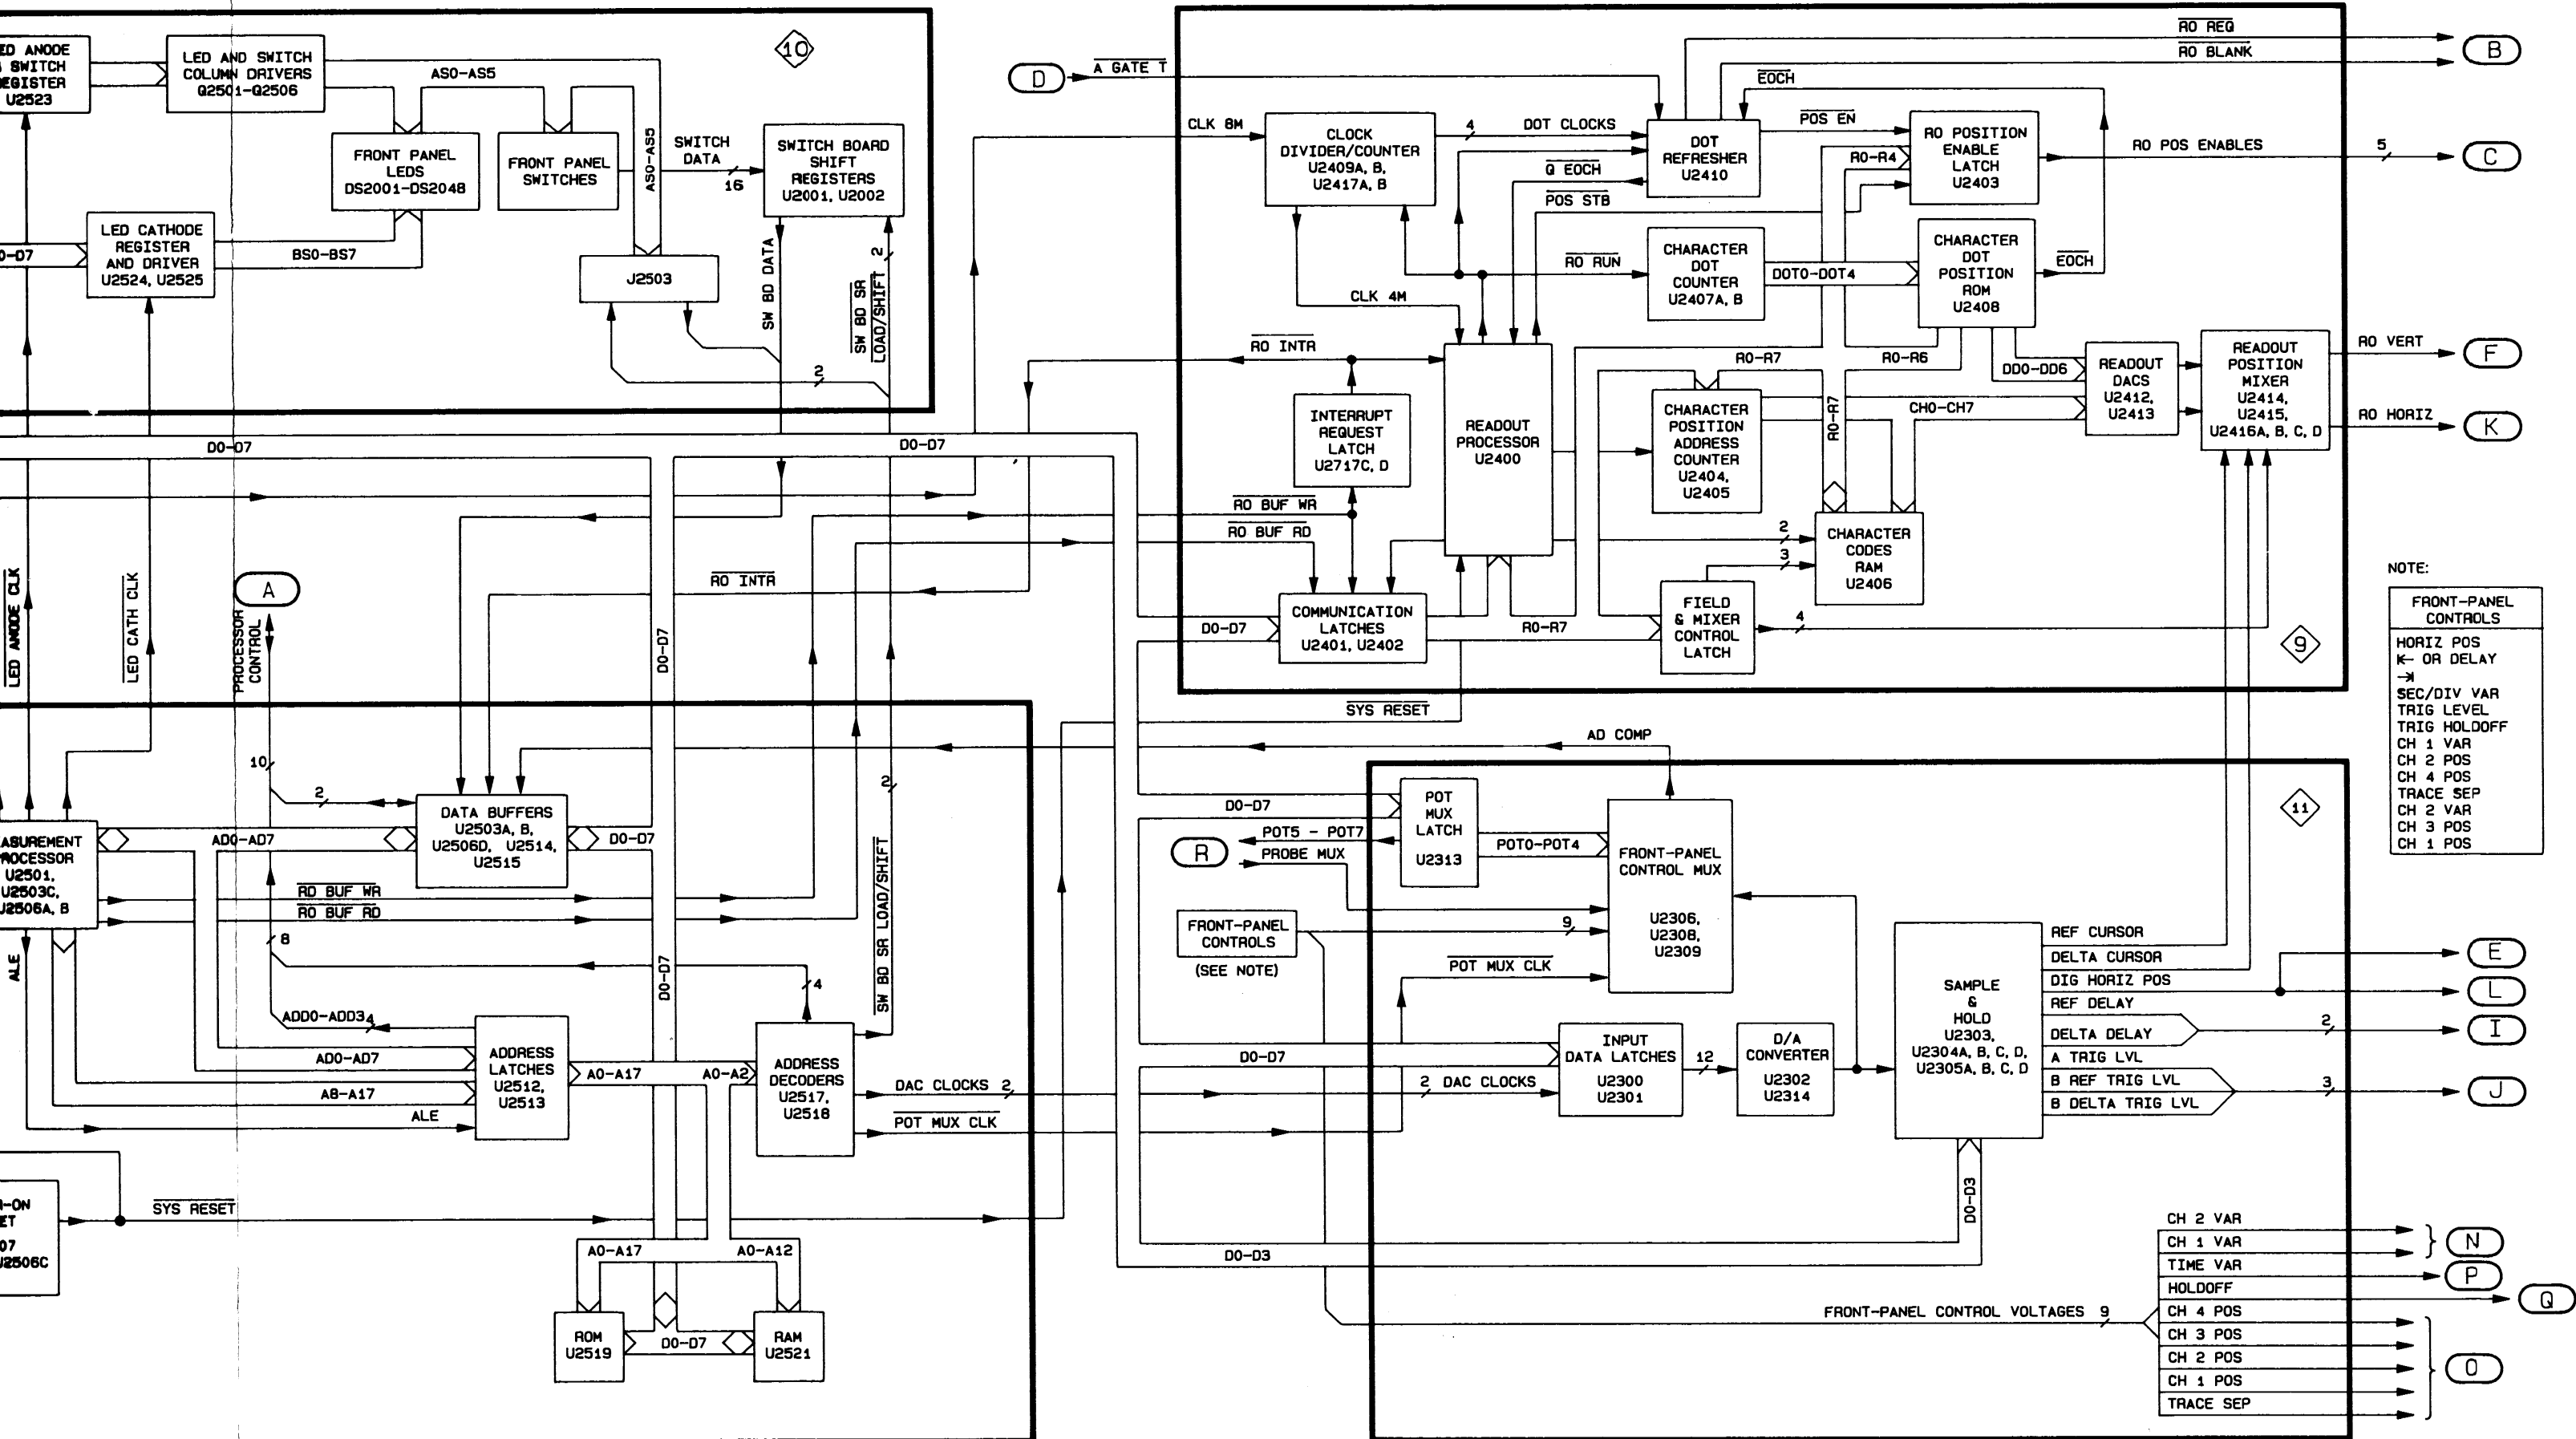 ED ANODE
SWITCH
EGISTER
U2523
LED AND SWITCH
COLUMN DRIVERS
Q2501-Q2506
AS0-AS5
10
FRONT PANEL
LEDS
DS2001-DS2048
FRONT PANEL
SWITCHES
AS0-AS5
SWITCH
DATA
16
SWITCH BOARD
SHIFT
REGISTERS
U2001, U2002
LED CATHODE
REGISTER
AND DRIVER
U2524, U2525
0-D7
BS0-BS7
J2503
SW BD DATA
SW BD SR
LOAD/SHIFT
2
2
D0-D7
D0-D7
LED ANODE CLK
LED CATH CLK
A
PROCESSOR
CONTROL
RO INTR
D0-D7
10
2
DATA BUFFERS
U2503A, B,
U2506D, U2514,
U2515
AD0-AD7
D0-D7
ASUREMENT
ROCESSOR
U2501,
U2503C,
U2506A, B
RO BUF WR
RO BUF RD
ALE
8
4
2
SW BD SR LOAD/SHIFT
D0-D7
ADD0-ADD3
4
AD0-AD7
A8-A17
ALE
ADDRESS
LATCHES
U2512,
U2513
A0-A17
A0-A2
ADDRESS
DECODERS
U2517,
U2518
DAC CLOCKS 2
POT MUX CLK
R-ON
ET
07
U2506C
SYS RESET
A0-A17
A0-A12
ROM
U2519
D0-D7
RAM
U2521
D
A GATE T
CLK 8M
CLOCK
DIVIDER/COUNTER
U2409A, B,
U2417A, B
4
DOT CLOCKS
DOT
REFRESHER
U2410
RO REQ
RO BLANK
B
EOCH
POS EN
RO POSITION
ENABLE
LATCH
U2403
R0-R4
RO POS ENABLES
5
C
Q EOCH
POS STB
RO RUN
CHARACTER
DOT
COUNTER
U2407A, B
DOT0-DOT4
CHARACTER
DOT
POSITION
ROM
U2408
EOCH
CLK 4M
RO INTR
INTERRUPT
REQUEST
LATCH
U2717C, D
READOUT
PROCESSOR
U2400
R0-R7
R0-R6
DD0-DD6
READOUT
DACS
U2412,
U2413
READOUT
POSITION
MIXER
U2414,
U2415,
U2416A, B, C, D
RO VERT
F
RO HORIZ
K
CHARACTER
POSITION
ADDRESS
COUNTER
U2404,
U2405
CH0-CH7
R0-R7
RO BUF WR
RO BUF RD
2
3
CHARACTER
CODES
RAM
U2406
COMMUNICATION
LATCHES
U2401, U2402
D0-D7
R0-R7
FIELD
& MIXER
CONTROL
LATCH
4
9
SYS RESET
NOTE:
FRONT-PANEL
CONTROLS
HORIZ POS
|← OR DELAY
→|
SEC/DIV VAR
TRIG LEVEL
TRIG HOLDOFF
CH 1 VAR
CH 2 POS
CH 4 POS
TRACE SEP
CH 2 VAR
CH 3 POS
CH 1 POS
AD COMP
D0-D7
POT
MUX
LATCH
U2313
R
POT5 - POT7
PROBE MUX
POT0-POT4
FRONT-PANEL
CONTROL MUX
U2306,
U2308,
U2309
11
FRONT-PANEL
CONTROLS
(SEE NOTE)
9
POT MUX CLK
D0-D7
2 DAC CLOCKS
INPUT
DATA LATCHES
U2300
U2301
12
D/A
CONVERTER
U2302
U2314
SAMPLE
&
HOLD
U2303,
U2304A, B, C, D,
U2305A, B, C, D
REF CURSOR
DELTA CURSOR
DIG HORIZ POS
REF DELAY
DELTA DELAY
A TRIG LVL
B REF TRIG LVL
B DELTA TRIG LVL
E
L
2
I
3
J
D0-D3
D0-D3
FRONT-PANEL CONTROL VOLTAGES 9
CH 2 VAR
CH 1 VAR
TIME VAR
HOLDOFF
CH 4 POS
CH 3 POS
CH 2 POS
CH 1 POS
TRACE SEP
N
P
Q
O